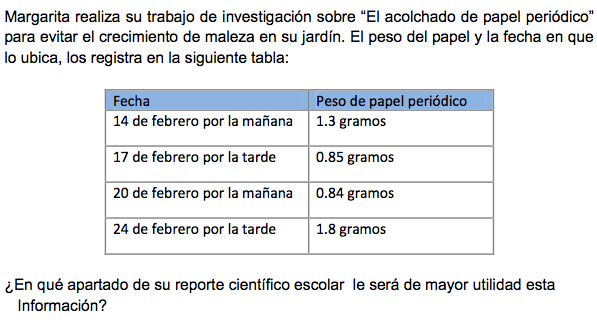 Margarita realiza su trabajo de investigación sobre “El acolchado de papel periódico”
para evitar el crecimiento de maleza en su jardín. El peso del papel y la fecha en que
lo ubica, los registra en la siguiente tabla:
Fecha Peso de papel periódico
14 de febrero por la mañana 1.3 gramos
17 de febrero por la tarde 0.85 gramos
20 de febrero por la mañana 0.84 gramos
24 de febrero por la tarde 1.8 gramos
¿En qué apartado de su reporte científico escolar le será de mayor utilidad esta
Información?